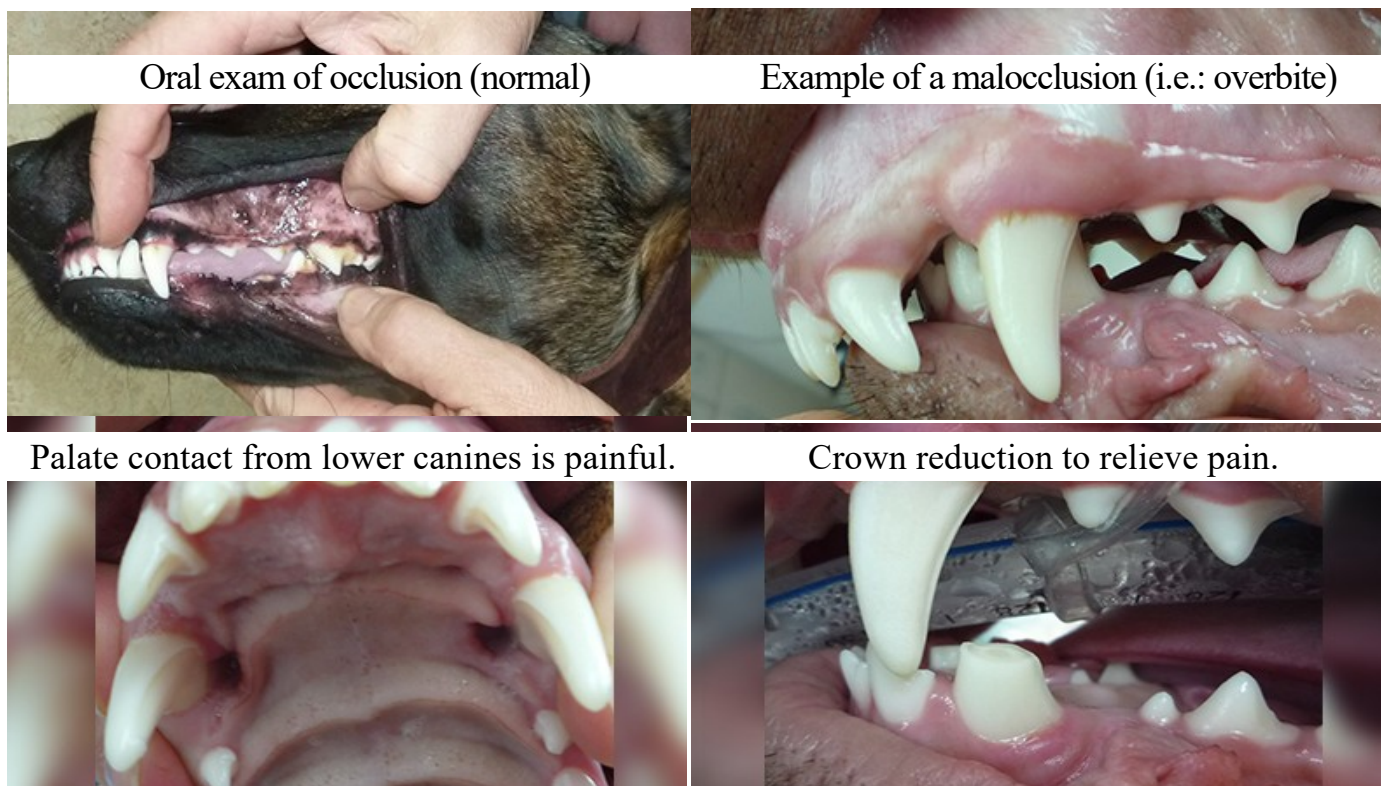 Oral exam of occlusion (normal)
Example of a malocclusion (i.e.: overbite)
Palate contact from lower canines is painful.
Crown reduction to relieve pain.